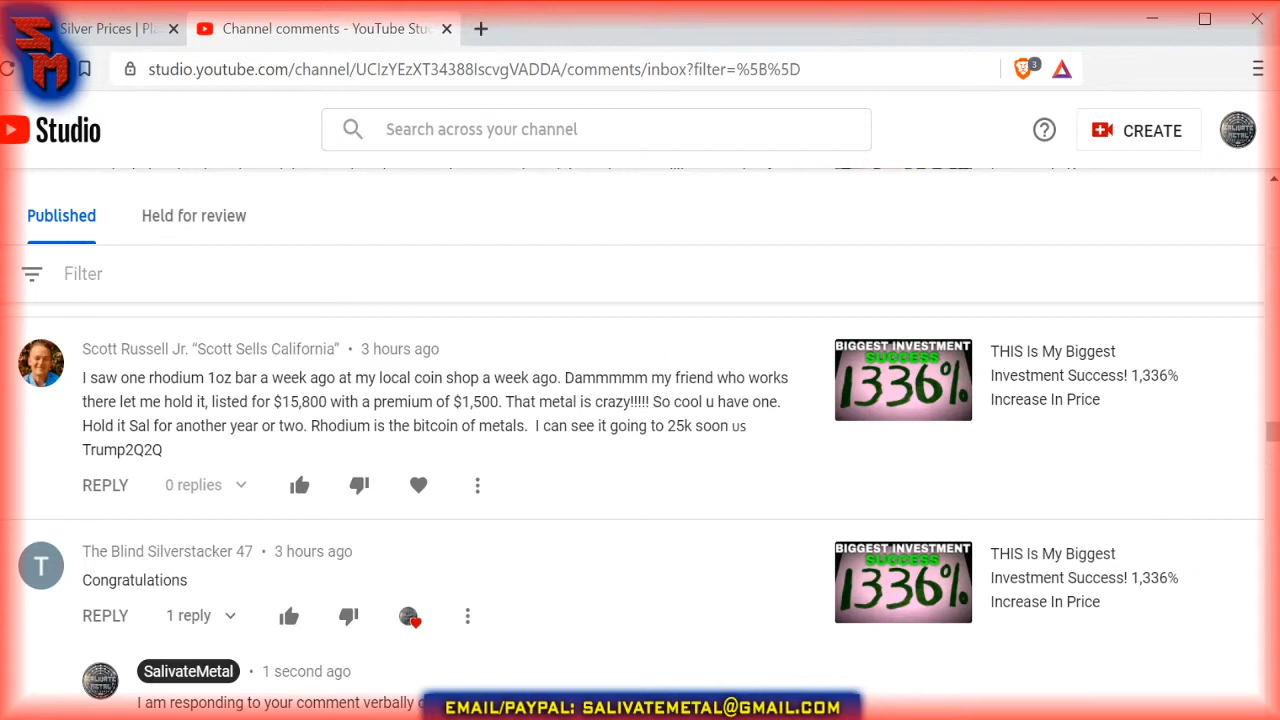 SM
Silver Prices | Pla
Channel comments - YouTube Stu
studio.youtube.com/channel/UCIzYEzXT34388IscvgVADDA/comments/inbox?filter=%5B%5D
3
Studio
Search across your channel
CREATE
Published
Held for review
Filter
Scott Russell Jr. “Scott Sells California” • 3 hours ago
I saw one rhodium 1oz bar a week ago at my local coin shop a week ago. Dammmmm my friend who works
there let me hold it, listed for $15,800 with a premium of $1,500. That metal is crazy!!!!! So cool u have one.
Hold it Sal for another year or two. Rhodium is the bitcoin of metals. I can see it going to 25k soon us
Trump2Q2Q
REPLY 0 replies
BIGGEST INVESTMENT
SUCCESS
1336%
THIS Is My Biggest
Investment Success! 1,336%
Increase In Price
The Blind Silverstacker 47 • 3 hours ago
Congratulations
REPLY 1 reply
T
BIGGEST INVESTMENT
SUCCESS
1336%
THIS Is My Biggest
Investment Success! 1,336%
Increase In Price
SalivateMetal • 1 second ago
I am responding to your comment verbally
EMAIL/PAYPAL: SALIVATEMETAL@GMAIL.COM